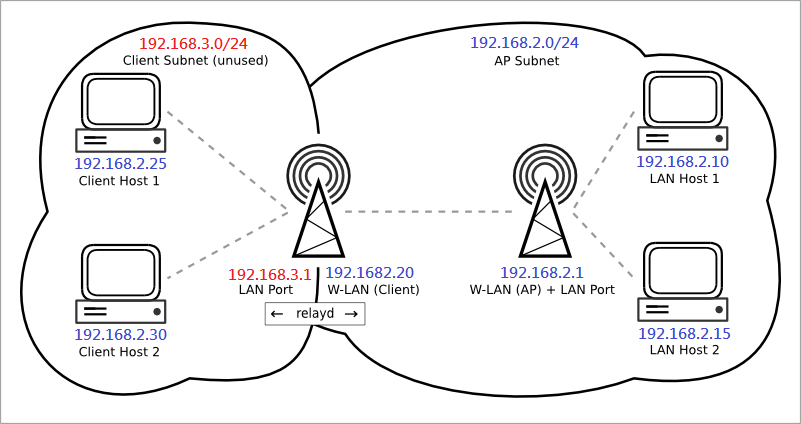 192.168.3.0/24
Client Subnet (unused)
192.168.2.0/24
AP Subnet
192.168.2.25
Client Host 1
192.168.2.10
LAN Host 1
192.168.3.1
LAN Port
192.1682.20
W-LAN (Client)
192.168.2.1
W-LAN (AP) + LAN Port
← relayd →
192.168.2.30
Client Host 2
192.168.2.15
LAN Host 2